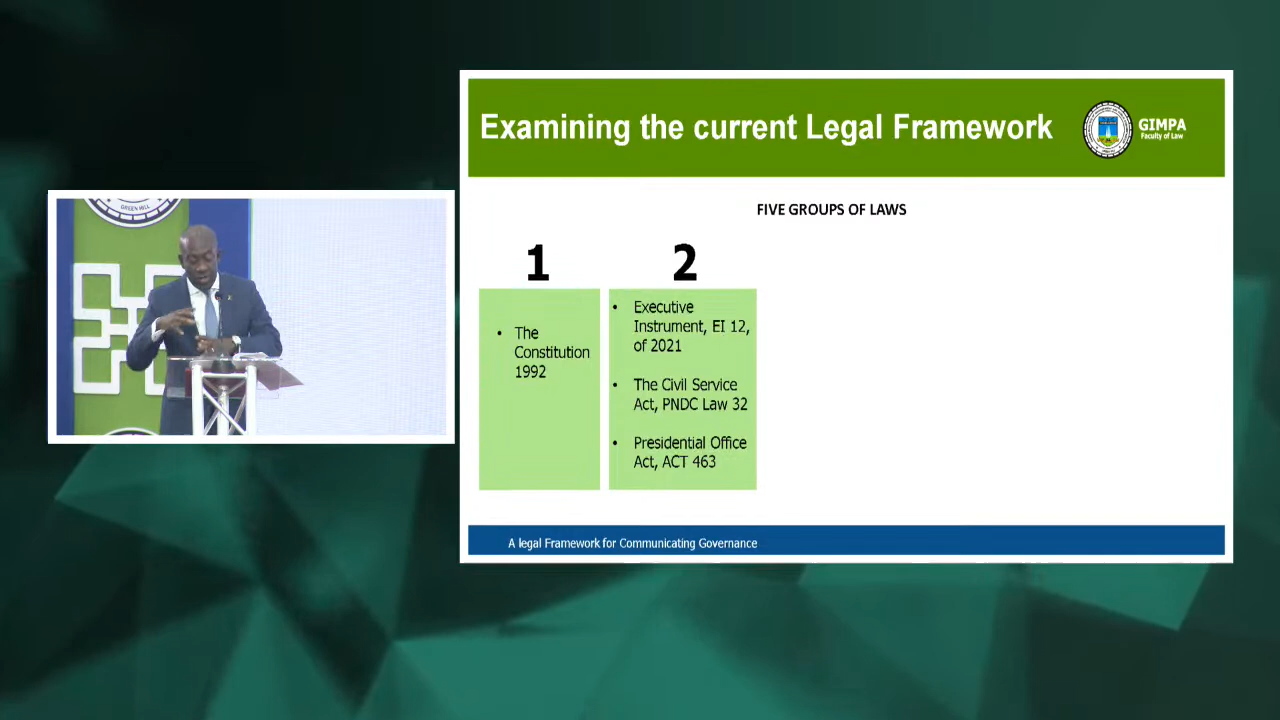 Examining the current Legal Framework
GIMPA
Faculty of Law
FIVE GROUPS OF LAWS
1
2
• The
Constitution
1992
• Executive
Instrument, EI 12,
of 2021
• The Civil Service
Act, PNDC Law 32
• Presidential Office
Act, ACT 463
A legal Framework for Communicating Governance
GREEN HILL